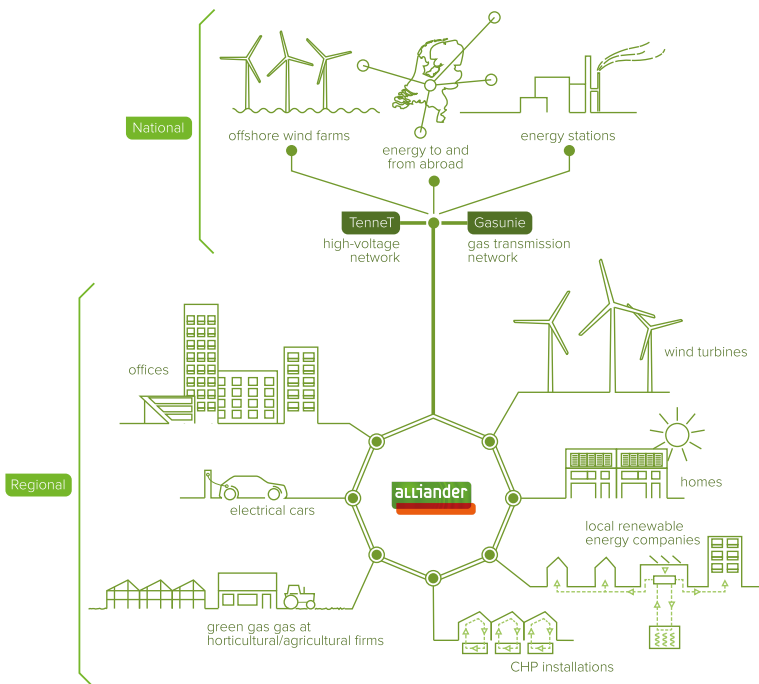 National
offshore wind farms
energy to and
from abroad
energy stations
TenneT
high-voltage
network
Gasunie
gas transmission
network
Regional
offices
wind turbines
alliander
homes
electrical cars
local renewable
energy companies
green gas gas at
horticultural/agricultural firms
CHP installations